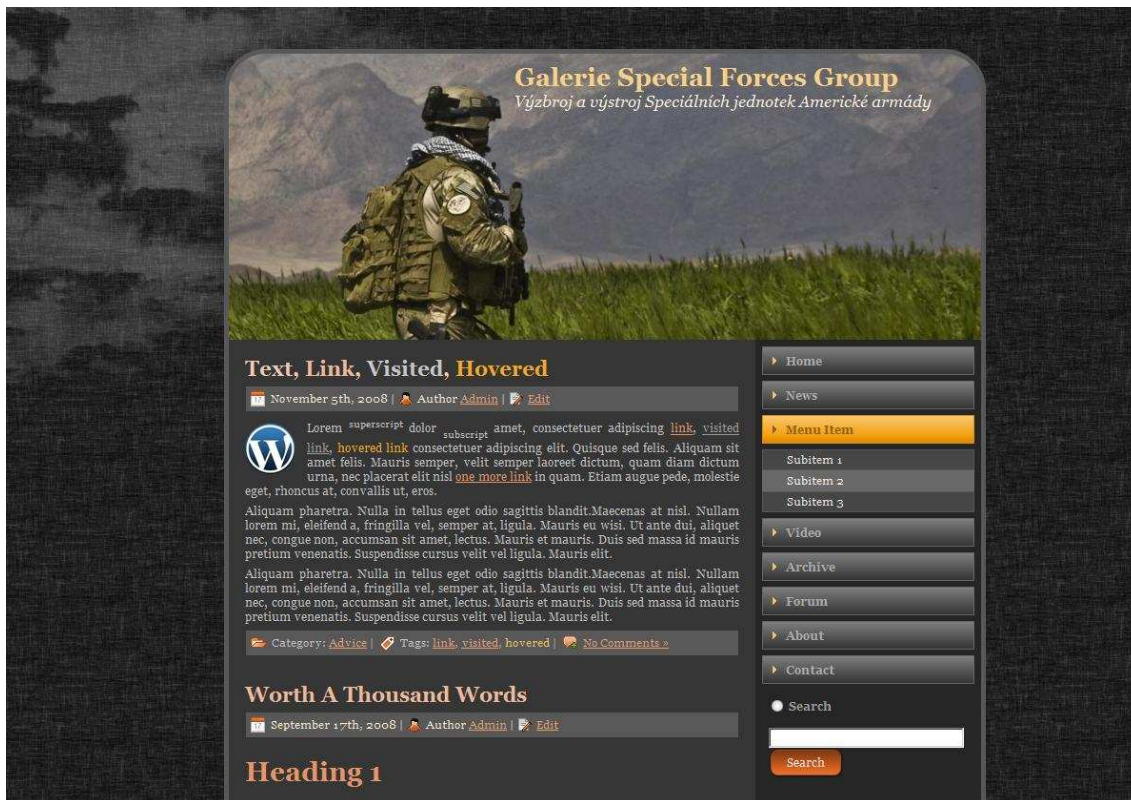 Galerie Special Forces Group
Výzbroj a výstroj Speciálních jednotek Americké armády
Text, Link, Visited, Hovered
17 November 5th, 2008 | Author Admin | Edit
Lorem superscript dolor subscript amet, consectetuer adipiscing link, visited
link, hovered link consectetuer adipiscing elit. Quisque sed felis. Aliquam sit
amet felis. Mauris semper, velit semper laoreet dictum, quam diam dictum
urna, nec placerat elit nisl one more link in quam. Etiam augue pede, molestie
eget, rhoncus at, convallis ut, eros.
Aliquam pharetra. Nulla in tellus eget odio sagittis blandit.Maecenas at nisl. Nullam
lorem mi, eleifend a, fringilla vel, semper at, ligula. Mauris eu wisi. Ut ante dui, aliquet
nec, congue non, accumsan sit amet, lectus. Mauris et mauris. Duis sed massa id mauris
pretium venenatis. Suspendisse cursus velit vel ligula. Mauris elit.
Aliquam pharetra. Nulla in tellus eget odio sagittis blandit.Maecenas at nisl. Nullam
lorem mi, eleifend a, fringilla vel, semper at, ligula. Mauris eu wisi. Ut ante dui, aliquet
nec, congue non, accumsan sit amet, lectus. Mauris et mauris. Duis sed massa id mauris
pretium venenatis. Suspendisse cursus velit vel ligula. Mauris elit.
Category: Advice | Tags: link, visited, hovered | No Comments »
Worth A Thousand Words
17 September 17th, 2008 | Author Admin | Edit
Heading 1
Home
News
Menu Item
Subitem 1
Subitem 2
Subitem 3
Video
Archive
Forum
About
Contact
Search
Search